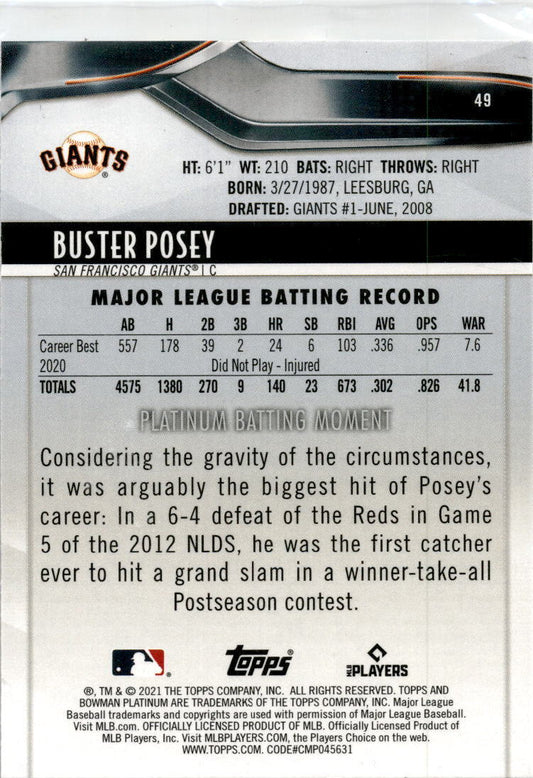 49
GIANTS®
HT: 6'1" WT: 210 BATS: RIGHT THROWS: RIGHT
BORN: 3/27/1987, LEESBURG, GA
DRAFTED: GIANTS #1-JUNE, 2008
BUSTER POSEY
SAN FRANCISCO GIANTS® | C
MAJOR LEAGUE BATTING RECORD
AB H 2B 3B HR SB RBI AVG OPS WAR
Career Best 557 178 39 2 24 6 103 .336 .957 7.6
2020 Did Not Play - Injured
TOTALS 4575 1380 270 9 140 23 673 .302 .826 41.8
PLATINUM BATTING MOMENT
Considering the gravity of the circumstances,
it was arguably the biggest hit of Posey's
career: In a 6-4 defeat of the Reds in Game
5 of the 2012 NLDS, he was the first catcher
ever to hit a grand slam in a winner-take-all
Postseason contest.
® Topps® MLB PLAYERS
®, TM & © 2021 THE TOPPS COMPANY, INC. ALL RIGHTS RESERVED. TOPPS AND
BOWMAN PLATINUM ARE TRADEMARKS OF THE TOPPS COMPANY, INC. Major League
Baseball trademarks and copyrights are used with permission of Major League Baseball.
Visit MLB.com. OFFICIALLY LICENSED PRODUCT OF MLB. Officially Licensed Product of
MLB Players, Inc. Visit MLBPLAYERS.COM, the Players Choice on the web.
WWW.TOPPS.COM. CODE#CMP045631